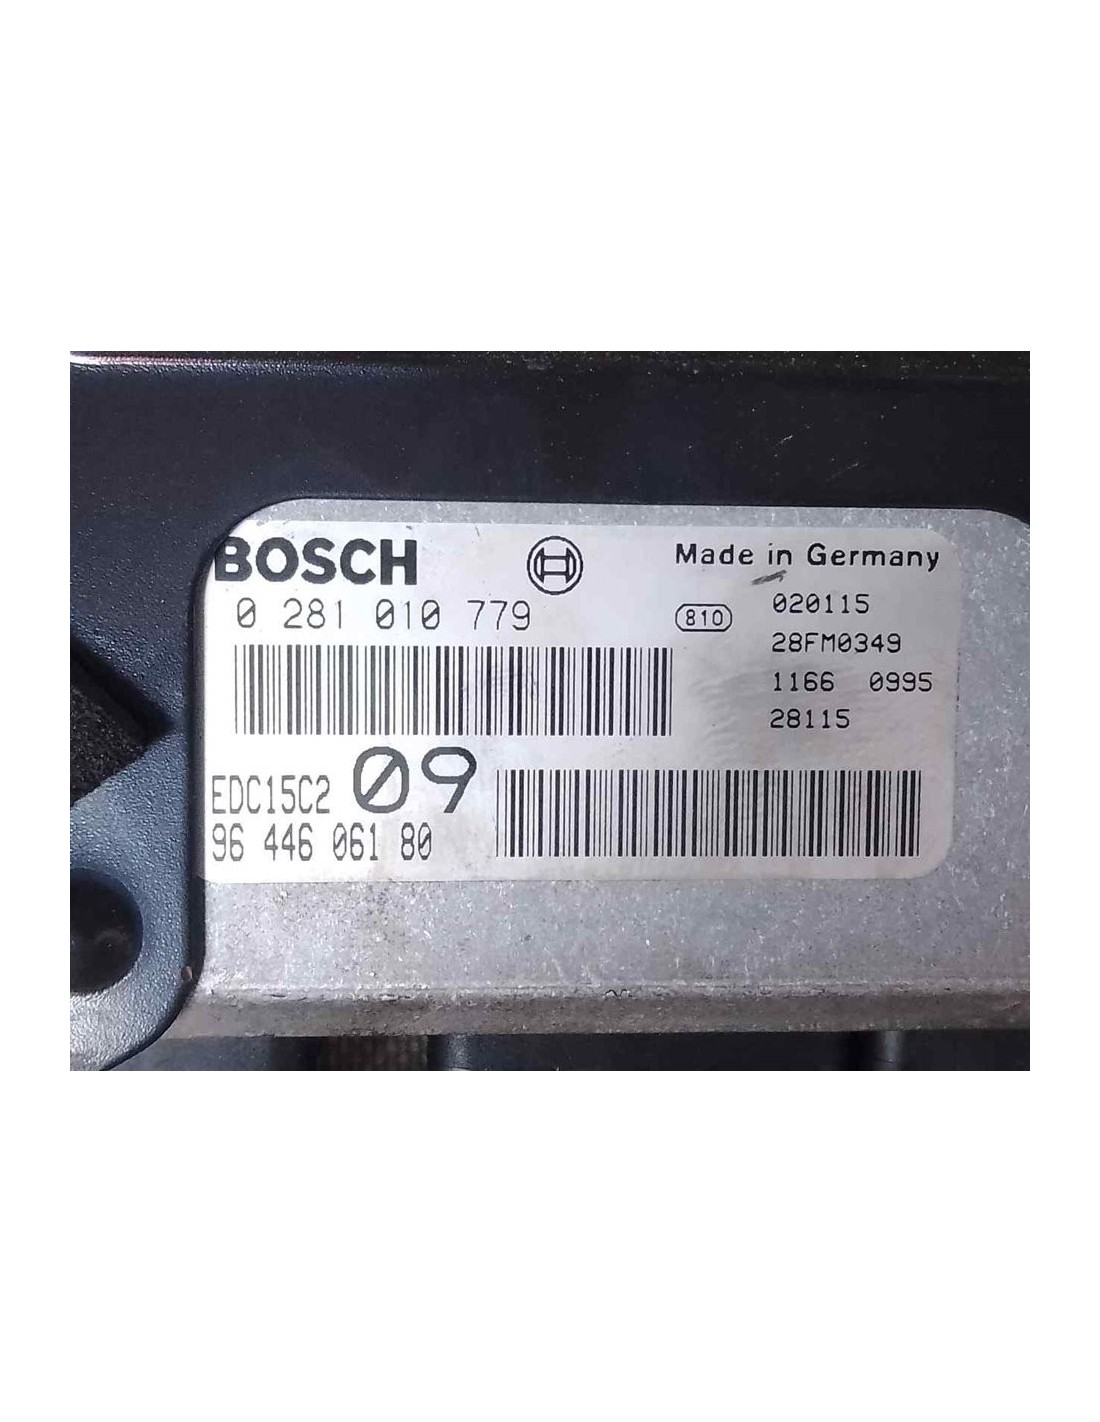 BOSCH
Made in Germany
0 281 010 779
810
020115
28FM0349
1166 0995
28115
EDC15C2 09
96 446 061 80